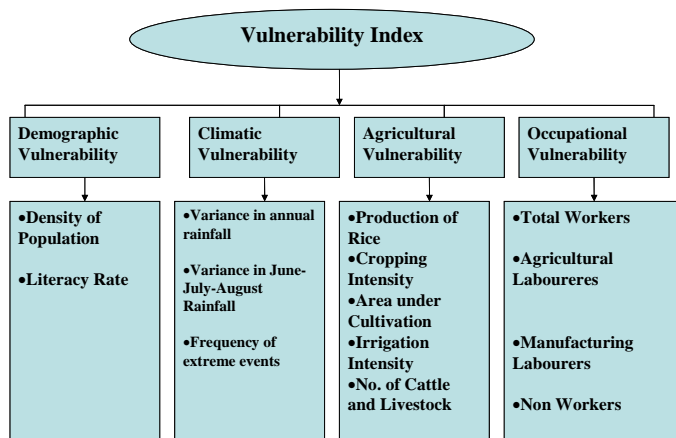 Vulnerability Index
Demographic
Vulnerability
Climatic
Vulnerability
Agricultural
Vulnerability
Occupational
Vulnerability
•Density of
Population
•Literacy Rate
•Variance in annual
rainfall
•Variance in June-
July-August
Rainfall
•Frequency of
extreme events
•Production of
Rice
•Cropping
Intensity
•Area under
Cultivation
•Irrigation
Intensity
•No. of Cattle
and Livestock
•Total Workers
•Agricultural
Laboureres
•Manufacturing
Labourers
•Non Workers